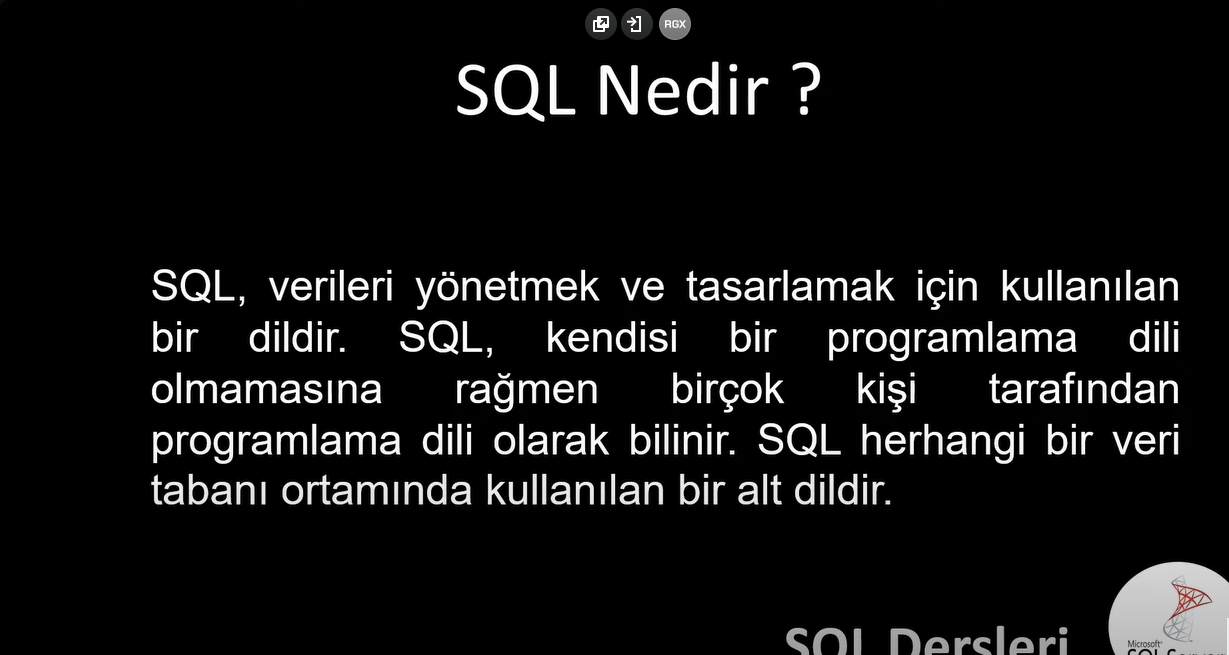 RGX
SQL Nedir ?
SQL, verileri yönetmek ve tasarlamak için kullanılan
bir dildir. SQL, kendisi bir programlama dili
olmamasına rağmen birçok kişi tarafından
programlama dili olarak bilinir. SQL herhangi bir veri
tabanı ortamında kullanılan bir alt dildir.
SQL Dersleri
Microsoft
SQL Server